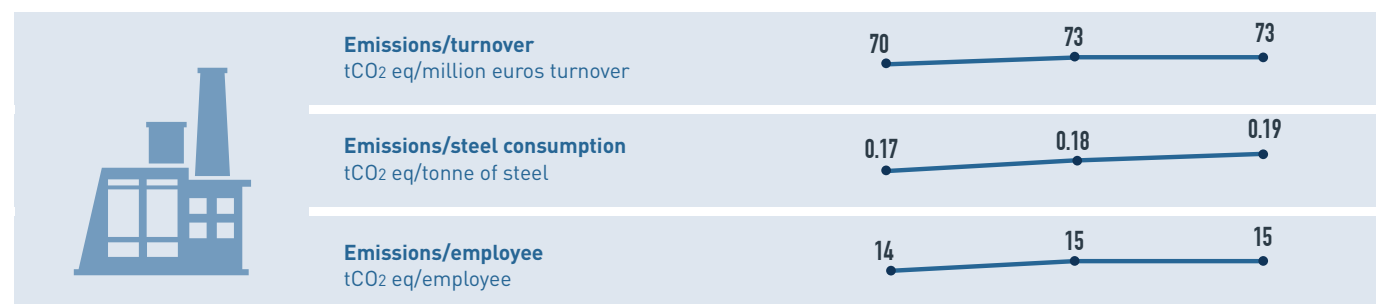 Emissions/turnover
tCO2 eq/million euros turnover
70 73 73
Emissions/steel consumption
tCO2 eq/tonne of steel
0.17 0.18 0.19
Emissions/employee
tCO2 eq/employee
14 15 15